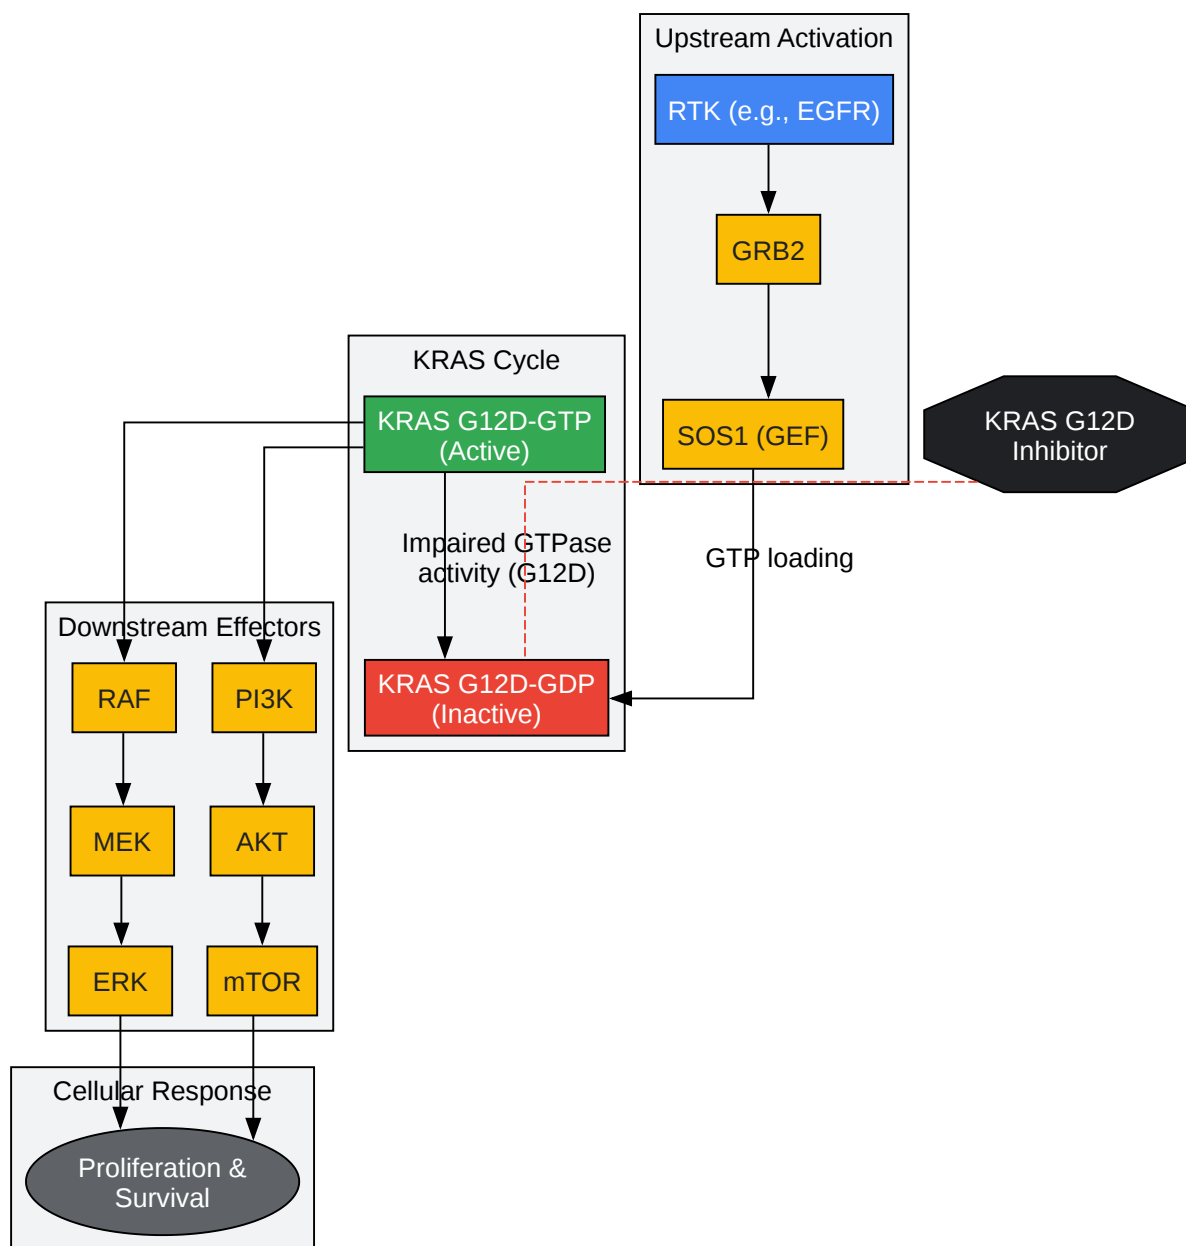 Upstream Activation
RTK (e.g., EGFR)
GRB2
SOS1 (GEF)
KRAS G12D
Inhibitor
KRAS Cycle
KRAS G12D-GTP
(Active)
Impaired GTPase
activity (G12D)
GTP loading
KRAS G12D-GDP
(Inactive)
Downstream Effectors
RAF
PI3K
MEK
AKT
ERK
mTOR
Cellular Response
Proliferation &
Survival